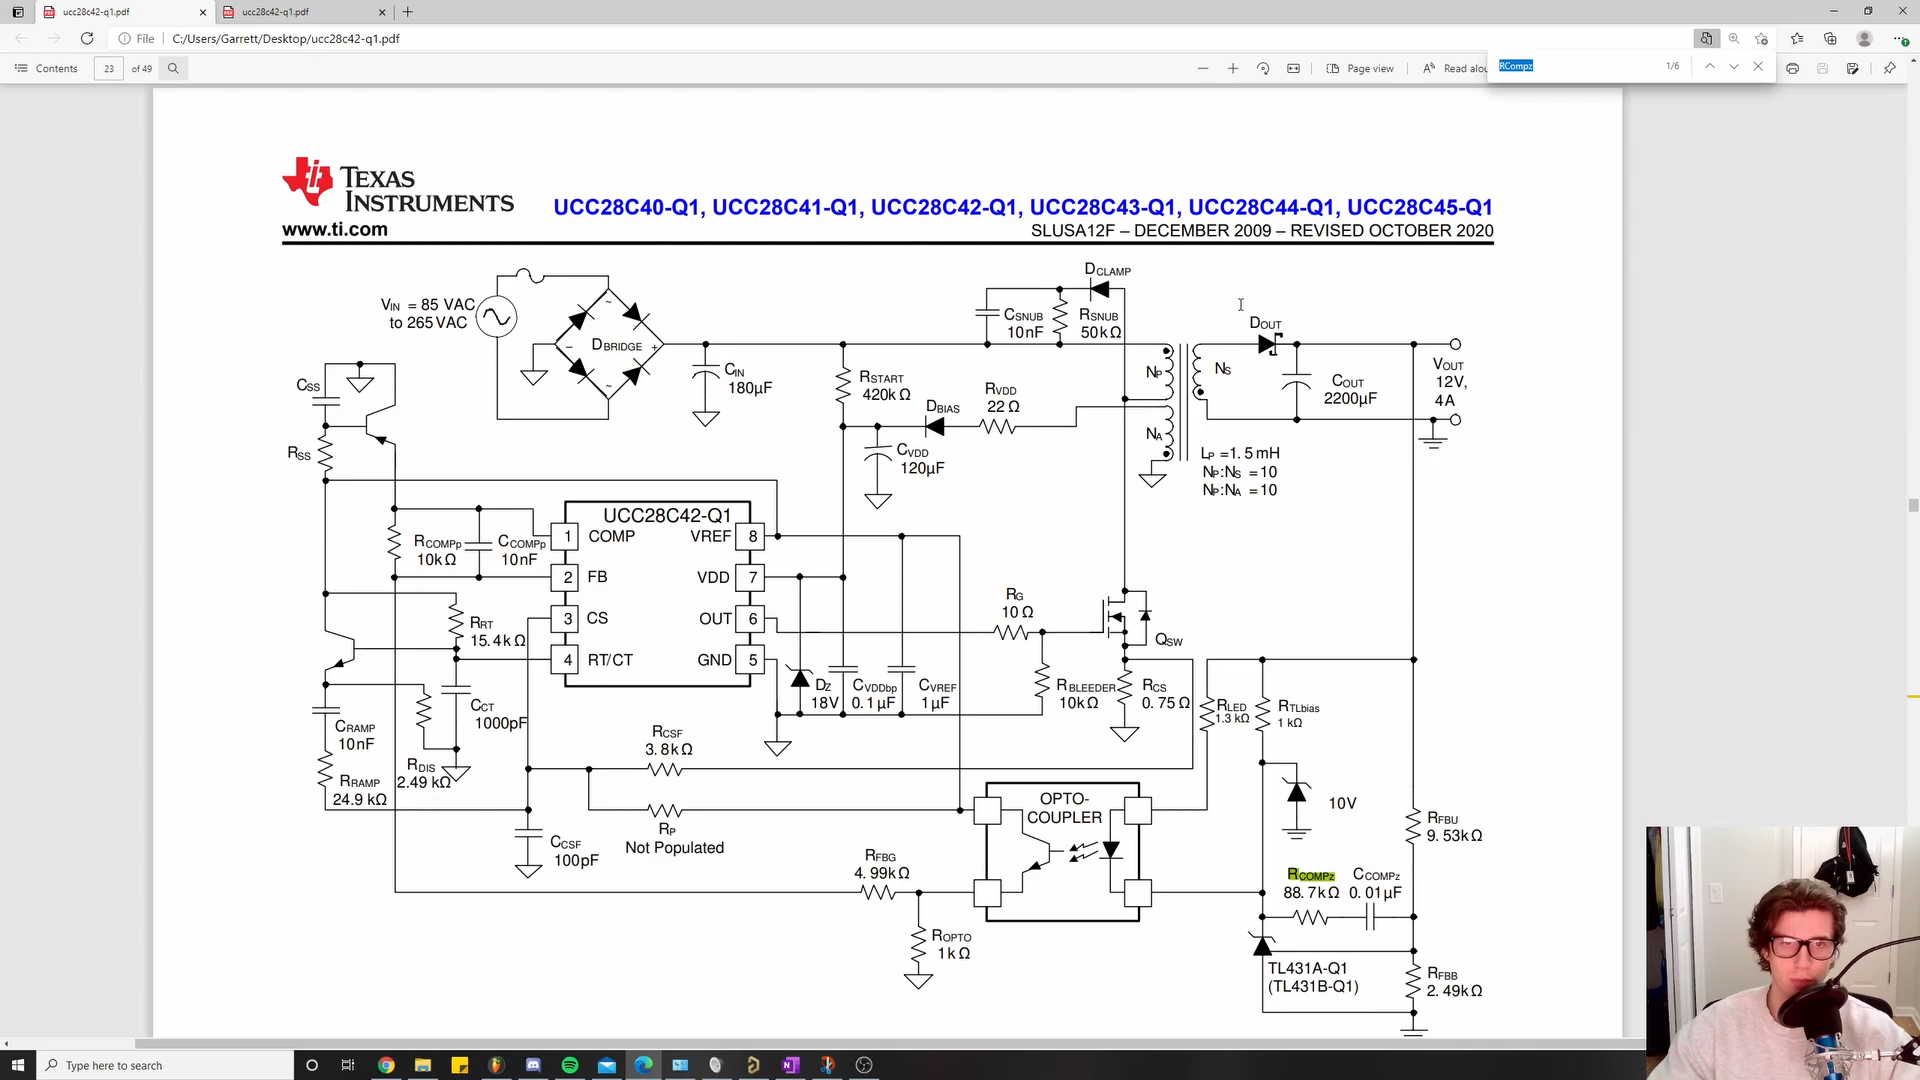 ucc28c42-q1.pdf
ucc28c42-q1.pdf
File
C:/Users/Garrett/Desktop/ucc28c42-q1.pdf
Contents
23
of 49
Page view
Read alou
RCompz
1/6
TEXAS
INSTRUMENTS
www.ti.com
UCC28C40-Q1, UCC28C41-Q1, UCC28C42-Q1, UCC28C43-Q1, UCC28C44-Q1, UCC28C45-Q1
SLUSA12F – DECEMBER 2009 – REVISED OCTOBER 2020
VIN = 85 VAC
to 265 VAC
DBRIDGE
~
~
−
+
CIN
180µF
DCLAMP
CSNUB
10nF
RSNUB
50kΩ
RSTART
420kΩ
DBIAS
RVDD
22 Ω
CVDD
120µF
NP
NS
NA
LP =1.5 mH
NP:NS = 10
NP:NA = 10
DOUT
COUT
2200µF
VOUT
12V,
4A
CSS
RSS
RCOMPp
10kΩ
CCOMPp
10nF
UCC28C42-Q1
1 COMP
VREF 8
2 FB
VDD 7
3 CS
OUT 6
4 RT/CT
GND 5
RRT
15.4kΩ
CCT
1000pF
CRAMP
10nF
RDIS
2.49 kΩ
RRAMP
24.9 kΩ
DZ
18V
CVDDbp
0.1µF
CVREF
1µF
RG
10 Ω
QSW
RBLEEDER
10kΩ
RCS
0.75Ω
RLED
1.3 kΩ
RTLbias
1 kΩ
RCSF
3.8kΩ
RP
Not Populated
CCSF
100pF
OPTO-
COUPLER
10V
RFBU
9.53kΩ
RFBG
4.99kΩ
ROPTO
1kΩ
RCOMPz
88.7kΩ
CCOMPz
0.01µF
TL431A-Q1
(TL431B-Q1)
RFBB
2.49kΩ
Type here to search